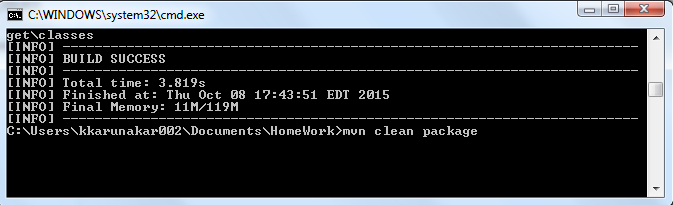 C:\WINDOWS\system32\cmd.exe
get\classes
[INFO] ------------------------------------------------------------------------
[INFO] BUILD SUCCESS
[INFO] ------------------------------------------------------------------------
[INFO] Total time: 3.819s
[INFO] Finished at: Thu Oct 08 17:43:51 EDT 2015
[INFO] Final Memory: 11M/119M
[INFO] ------------------------------------------------------------------------
C:\Users\kkarunakar002\Documents\HomeWork>mvn clean package